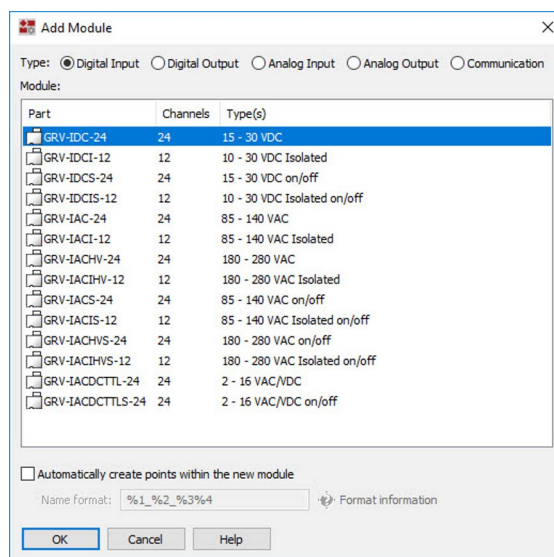 Add Module
Type: Digital Input Digital Output Analog Input Analog Output Communication
Module:
Part Channels Type(s)
GRV-IDC-24 24 15 - 30 VDC
GRV-IDCI-12 12 10 - 30 VDC Isolated
GRV-IDCS-24 24 15 - 30 VDC on/off
GRV-IDCIS-12 12 10 - 30 VDC Isolated on/off
GRV-IAC-24 24 85 - 140 VAC
GRV-IACI-12 12 85 - 140 VAC Isolated
GRV-IACHV-24 24 180 - 280 VAC
GRV-IACIHV-12 12 180 - 280 VAC Isolated
GRV-IACS-24 24 85 - 140 VAC on/off
GRV-IACIS-12 12 85 - 140 VAC Isolated on/off
GRV-IACHVS-24 24 180 - 280 VAC on/off
GRV-IACIHVS-12 12 180 - 280 VAC Isolated on/off
GRV-IACDCTTL-24 24 2 - 16 VAC/VDC
GRV-IACDCTTLS-24 24 2 - 16 VAC/VDC on/off
Automatically create points within the new module
Name format: %1_%2_%3%4 Format information
OK Cancel Help